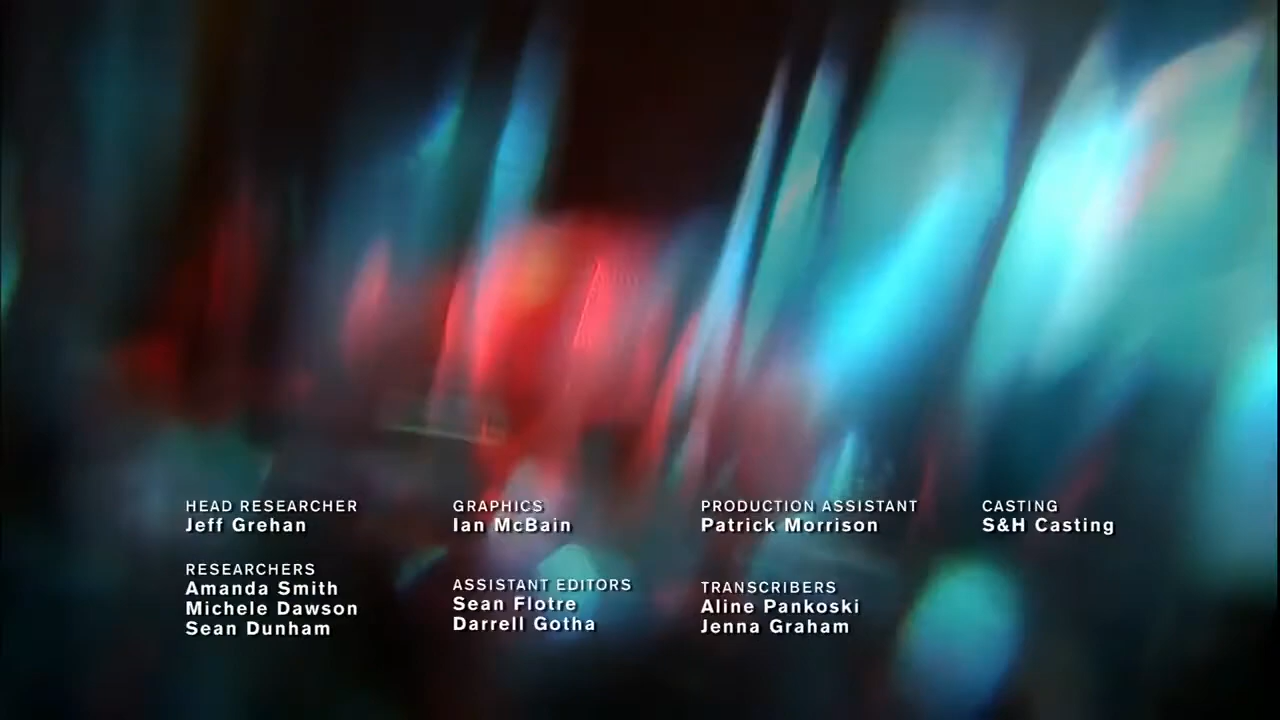 HEAD RESEARCHER
Jeff Grehan
RESEARCHERS
Amanda Smith
Michele Dawson
Sean Dunham
GRAPHICS
Ian McBain
ASSISTANT EDITORS
Sean Flotre
Darrell Gotha
PRODUCTION ASSISTANT
Patrick Morrison
TRANSCRIBERS
Aline Pankoski
Jenna Graham
CASTING
S&H Casting